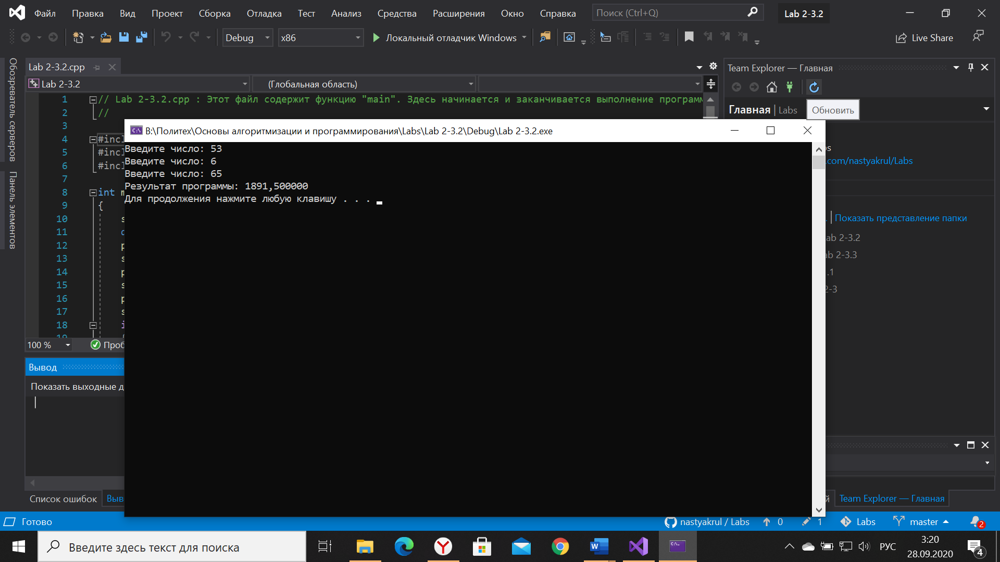 Файл Правка Вид Проект Сборка Отладка Тест Анализ Средства Расширения Окно Справка Поиск (Ctrl+Q) Lab 2-3.2
Debug x86 Локальный отладчик Windows Live Share
Обозреватель серверов
Панель элементов
Lab 2-3.2.cpp
Lab 2-3.2 (Глобальная область)
1 // Lab 2-3.2.cpp : Этот файл содержит функцию "main". Здесь начинается и заканчивается выполнение
2 //
3
4 #incl
5 #incl
6 #incl
7
8 int
9 {
10
11
12
13
14
15
16
17
18
19
100 %
Вывод
Показать выходные
Список ошибок
B:\Политех\Основы алгоритмизации и программирования\Labs\Lab 2-3.2\Debug\Lab 2-3.2.exe
Введите число: 53
Введите число: 6
Введите число: 65
Результат программы: 1891,500000
Для продолжения нажмите любую клавишу . . .
Team Explorer — Главная
Главная | Labs
Обновить
.com/nastyakrul/Labs
Показать представление папки
ab 2-3.2
ab 2-3.3
.1
2-3
Team Explorer — Главная
Готово nastyakrul / Labs 0 1 Labs master 2
Введите здесь текст для поиска
РУС 3:20
28.09.2020
4